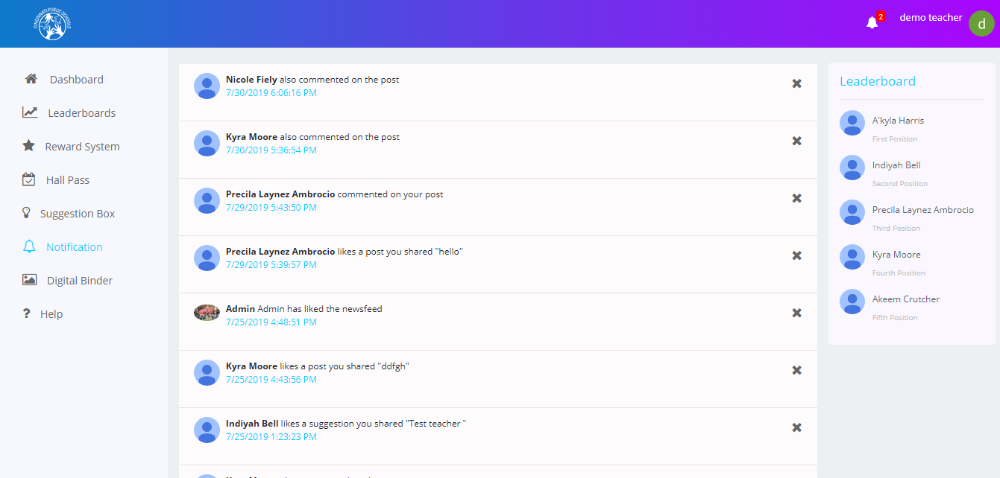 CINCINNATI PUBLIC SCHOOLS
2
demo teacher
d
Dashboard
Leaderboards
Reward System
Hall Pass
Suggestion Box
Notification
Digital Binder
? Help
Nicole Fiely also commented on the post
7/30/2019 6:06:16 PM
Kyra Moore also commented on the post
7/30/2019 5:36:54 PM
Precila Laynez Ambrocio commented on your post
7/29/2019 5:43:50 PM
Precila Laynez Ambrocio likes a post you shared "hello"
7/29/2019 5:39:57 PM
Admin Admin has liked the newsfeed
7/25/2019 4:48:51 PM
Kyra Moore likes a post you shared "ddfgh"
7/25/2019 4:43:56 PM
Indiyah Bell likes a suggestion you shared "Test teacher "
7/25/2019 1:23:23 PM
Leaderboard
A'kyla Harris
First Position
Indiyah Bell
Second Position
Precila Laynez Ambrocio
Third Position
Kyra Moore
Fourth Position
Akeem Crutcher
Fifth Position